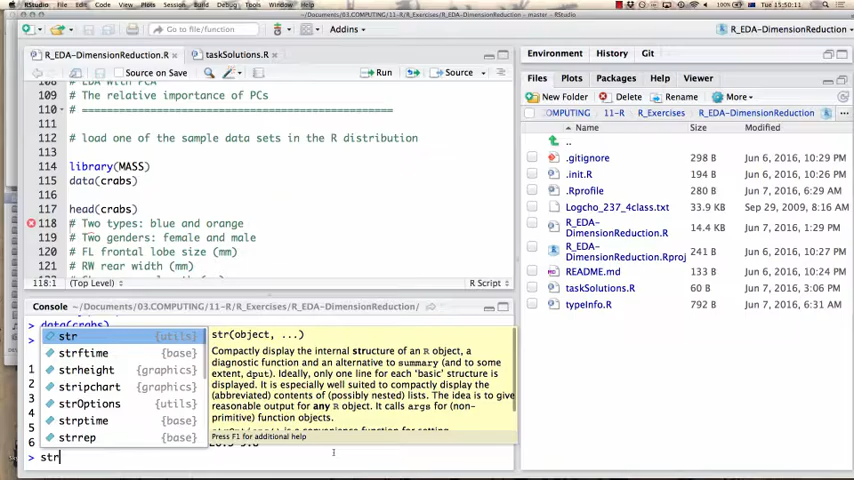 RStudio File Edit Code View Plots Session Build Debug Tools Window Help 100% Tue 15:50:11
~/Documents/03.COMPUTING/11-R/R_Exercises/R_EDA-DimensionReduction - master - RStudio
Go to file/function Addins R_EDA-DimensionReduction
R_EDA-DimensionReduction.R taskSolutions.R
Source on Save Run Source
109 # The relative importance of PCs
110 # ================================================
111
112 # load one of the sample data sets in the R distribution
113
114 library(MASS)
115 data(crabs)
116
117 head(crabs)
118 # Two types: blue and orange
119 # Two genders: female and male
120 # FL frontal lobe size (mm)
121 # RW rear width (mm)
118:1 (Top Level) R Script
Console ~/Documents/03.COMPUTING/11-R/R_Exercises/R_EDA-DimensionReduction/
> data(crabs)
>
1
2
3
4
5
6
str {utils}
strftime {base}
strheight {graphics}
stripchart {graphics}
strOptions {utils}
strptime {base}
strrep {base}
str(object, ...)
Compactly display the internal structure of an R object, a
diagnostic function and an alternative to summary (and to some
extent, dput). Ideally, only one line for each 'basic' structure is
displayed. It is especially well suited to compactly display the
(abbreviated) contents of (possibly nested) lists. The idea is to give
reasonable output for any R object. It calls args for (non-
primitive) function objects.
Press F1 for additional help
> str
Environment History Git
Files Plots Packages Help Viewer
New Folder Delete Rename More
OMPUTING 11-R R_Exercises R_EDA-DimensionReduction
Name Size Modified
..
.gitignore 298 B Jun 6, 2016, 10:29 PM
.init.R 194 B Jun 6, 2016, 10:26 PM
.Rprofile 280 B Jun 7, 2016, 6:29 AM
Logcho_237_4class.txt 33.9 KB Sep 29, 2009, 8:16 AM
R_EDA-
DimensionReduction.R 14.4 KB Jun 7, 2016, 1:29 PM
R_EDA-
DimensionReduction.Rproj 241 B Jun 6, 2016, 10:27 PM
README.md 133 B Jun 6, 2016, 10:24 PM
taskSolutions.R 60 B Jun 7, 2016, 3:06 PM
typeInfo.R 792 B Jun 7, 2016, 6:31 AM